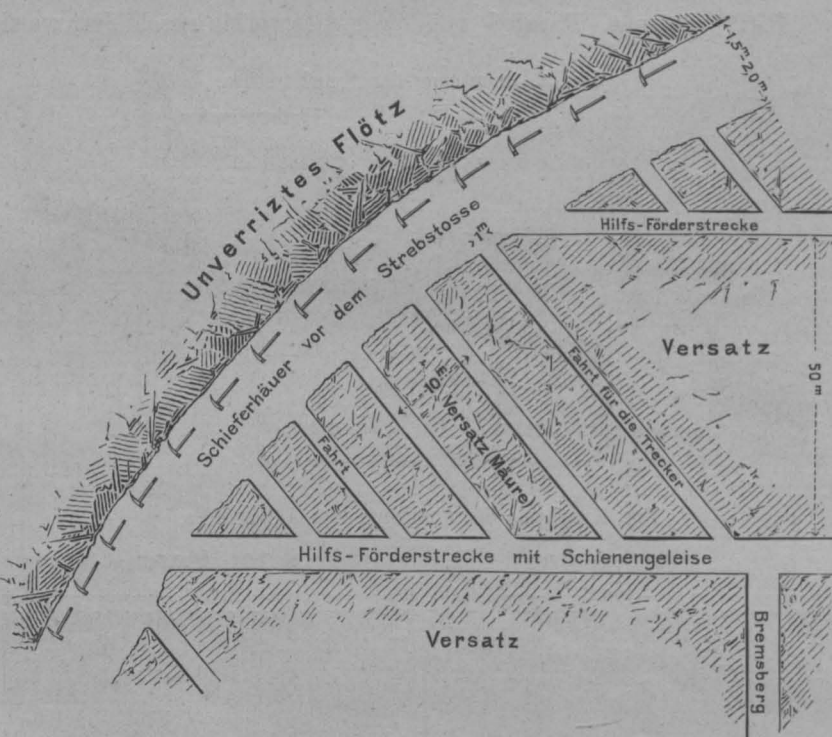 Unverriztes Flötz
1,5ᵐ-2,0ᵐ
Hilfs-Förderstrecke
Schieferhäuer vor dem Strebstosse
>1ᵐ<
Versatz
50ᵐ
Fahrt für die Trecker
10ᵐ
Versatz (Mäure)
Fahrt
Hilfs-Förderstrecke mit Schienengeleise
Versatz
Bremsberg